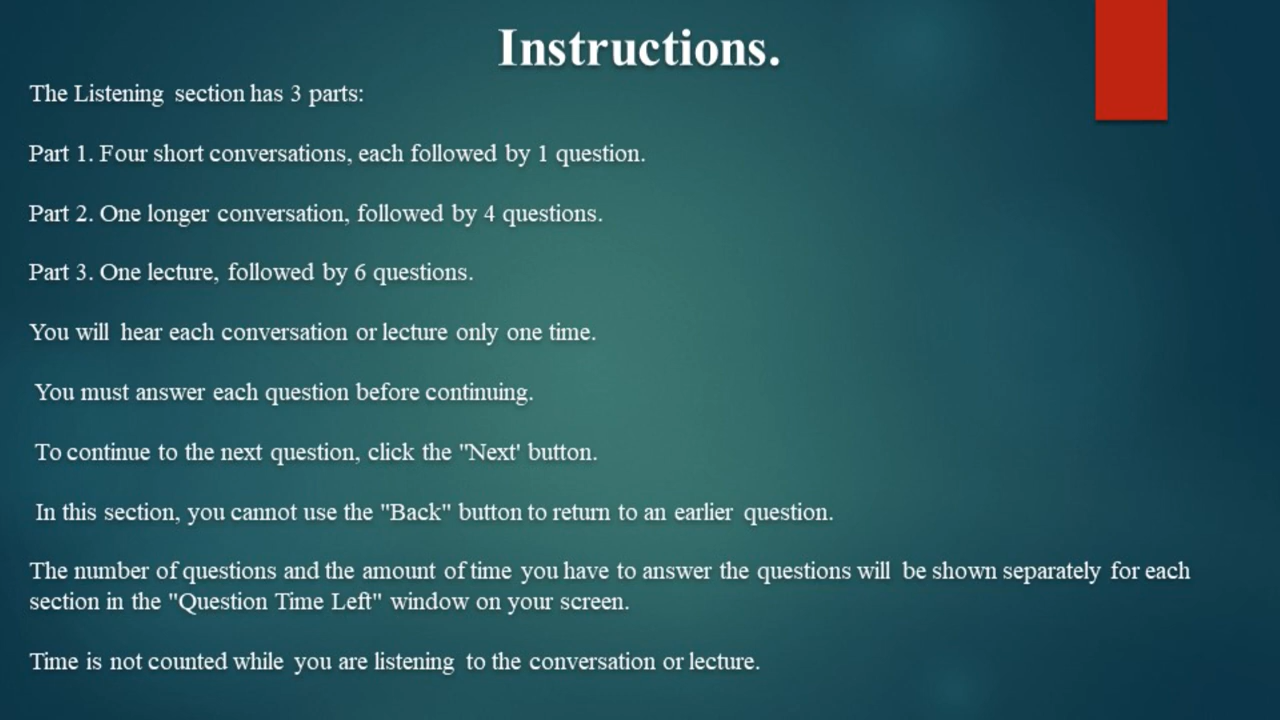 Instructions.
The Listening section has 3 parts:
Part 1. Four short conversations, each followed by 1 question.
Part 2. One longer conversation, followed by 4 questions.
Part 3. One lecture, followed by 6 questions.
You will hear each conversation or lecture only one time.
You must answer each question before continuing.
To continue to the next question, click the "Next' button.
In this section, you cannot use the "Back" button to return to an earlier question.
The number of questions and the amount of time you have to answer the questions will be shown separately for each
section in the "Question Time Left" window on your screen.
Time is not counted while you are listening to the conversation or lecture.